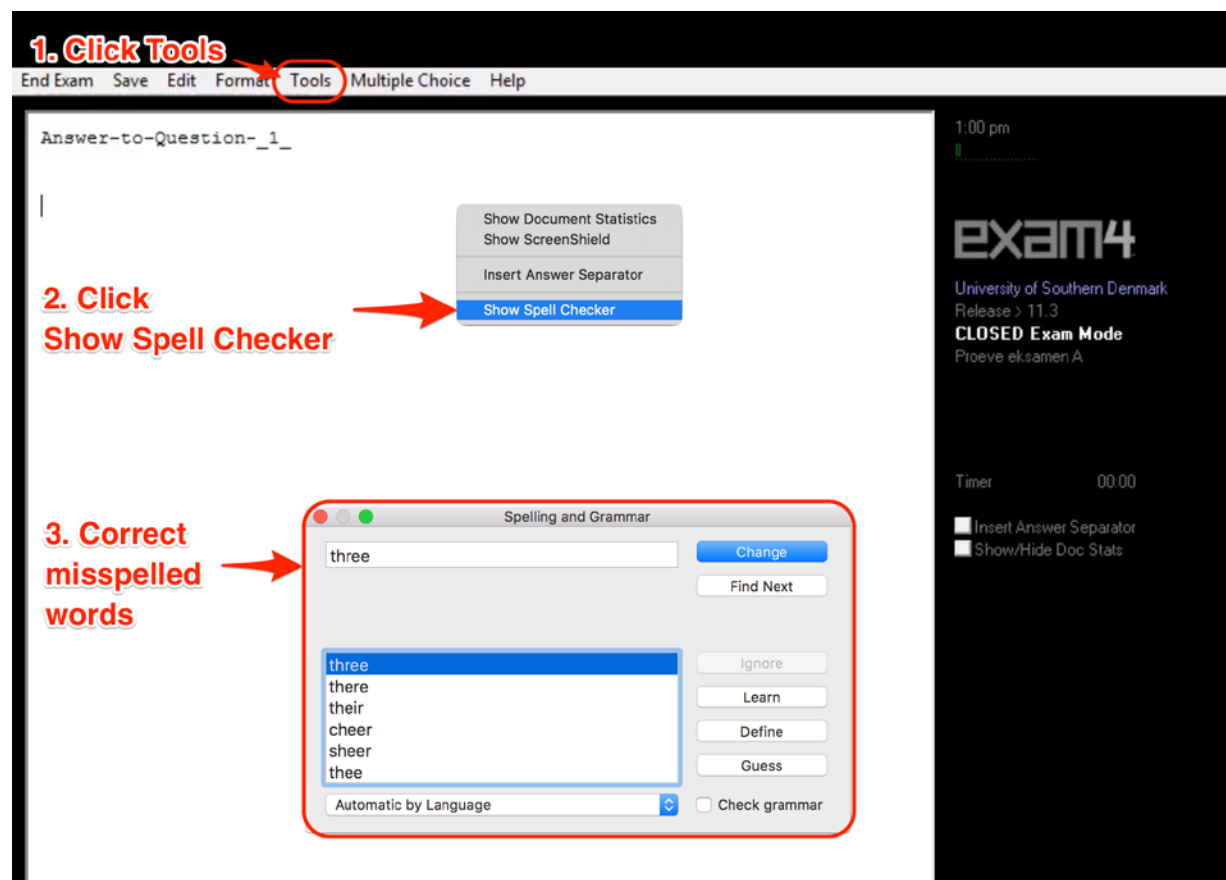 1. Click Tools
End Exam Save Edit Format Tools Multiple Choice Help
Answer-to-Question-_1_
1:00 pm
Show Document Statistics
Show ScreenShield
Insert Answer Separator
Show Spell Checker
2. Click
Show Spell Checker
exam4
University of Southern Denmark
Release > 11.3
CLOSED Exam Mode
Proeve eksamen A
Timer 00:00
Insert Answer Separator
Show/Hide Doc Stats
3. Correct
misspelled
words
Spelling and Grammar
three
Change
Find Next
three
there
their
cheer
sheer
thee
Ignore
Learn
Define
Guess
Automatic by Language
Check grammar